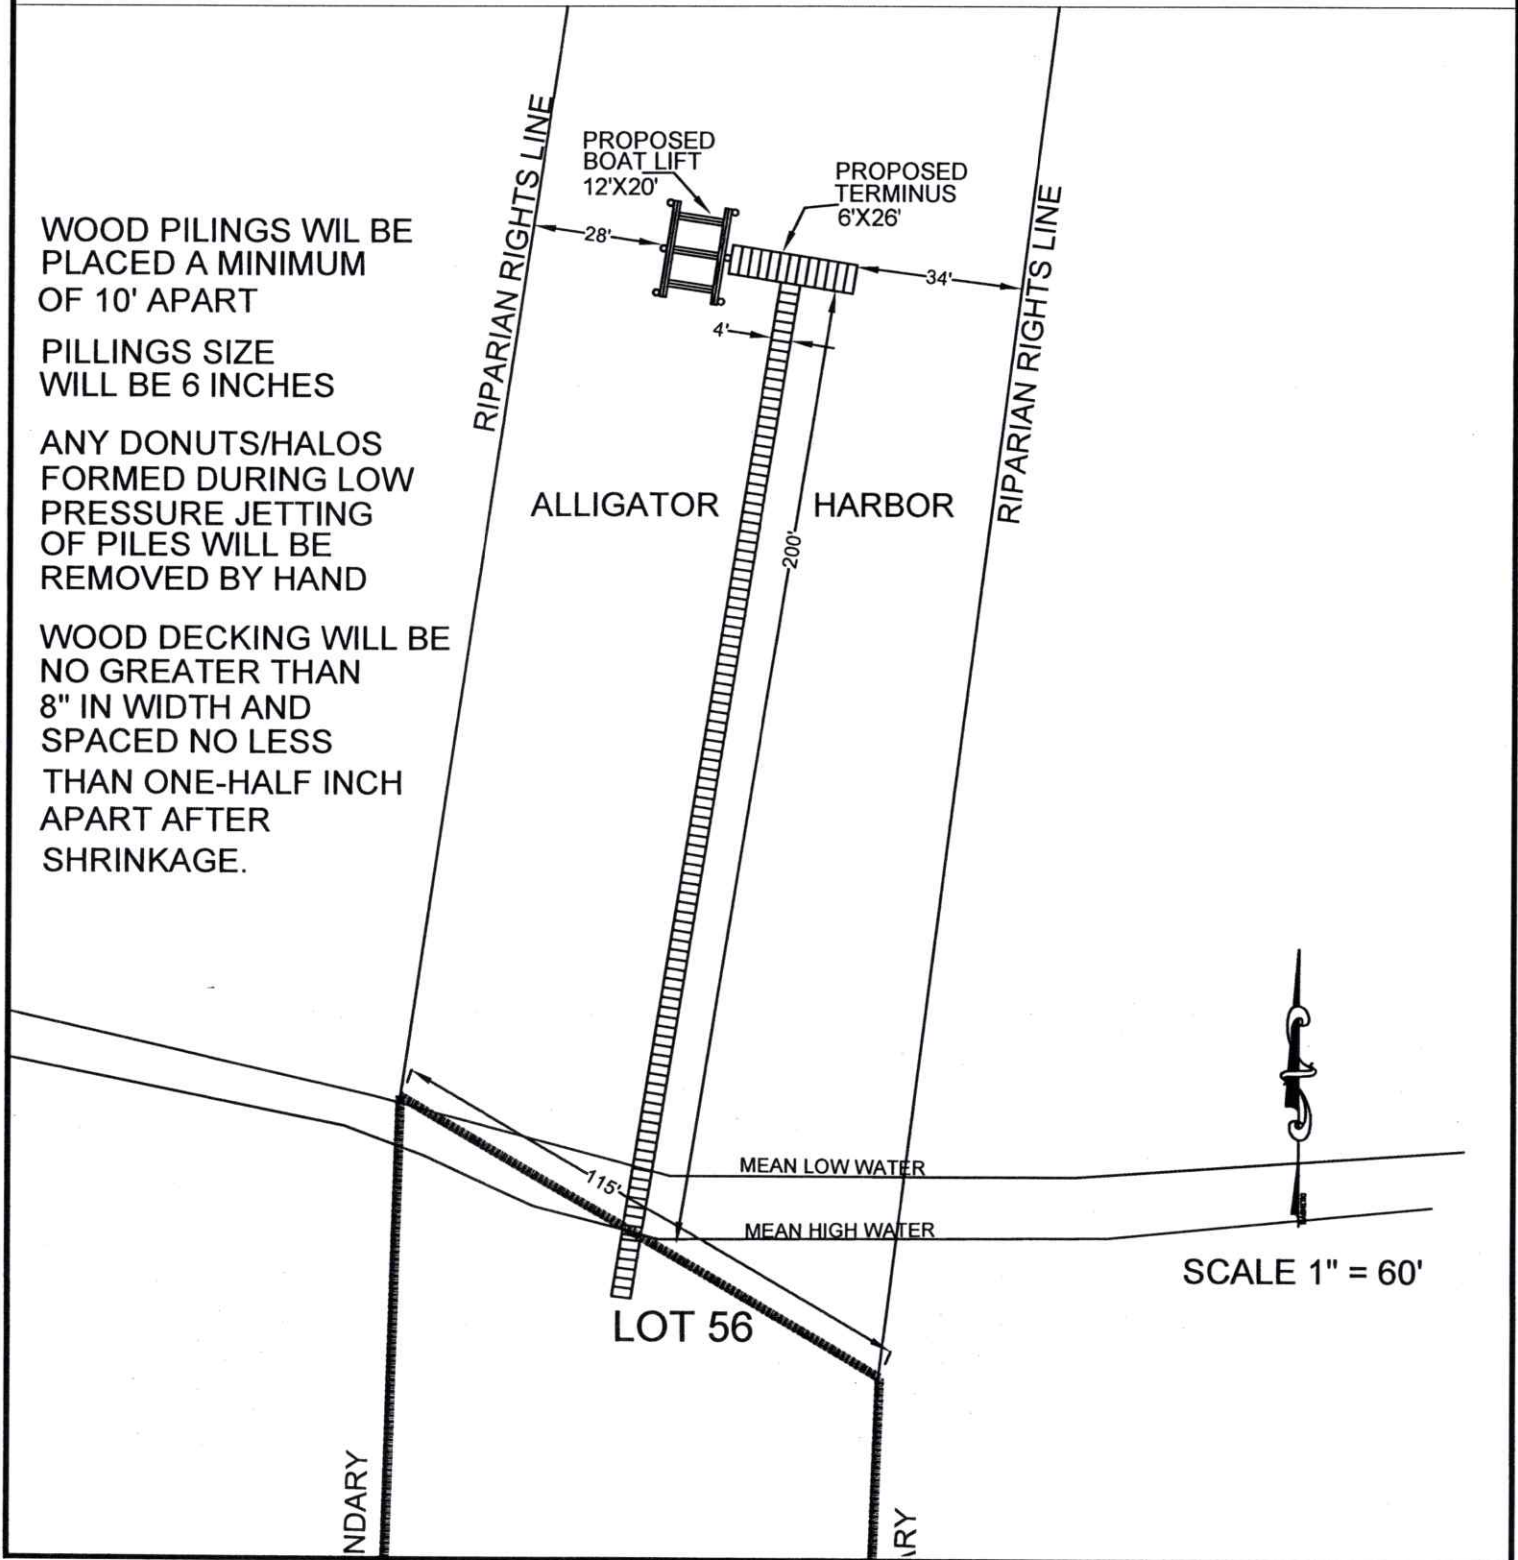 WOOD PILINGS WIL BE
PLACED A MINIMUM
OF 10' APART
PILLINGS SIZE
WILL BE 6 INCHES
ANY DONUTS/HALOS
FORMED DURING LOW
PRESSURE JETTING
OF PILES WILL BE
REMOVED BY HAND
WOOD DECKING WILL BE
NO GREATER THAN
8" IN WIDTH AND
SPACED NO LESS
THAN ONE-HALF INCH
APART AFTER
SHRINKAGE.
RIPARIAN RIGHTS LINE
PROPOSED
BOAT LIFT
12'X20'
PROPOSED
TERMINUS
6'X26'
28'
34'
4'
RIPARIAN RIGHTS LINE
ALLIGATOR HARBOR
200'
115'
MEAN LOW WATER
MEAN HIGH WATER
SCALE 1" = 60'
LOT 56
NDARY
ARY